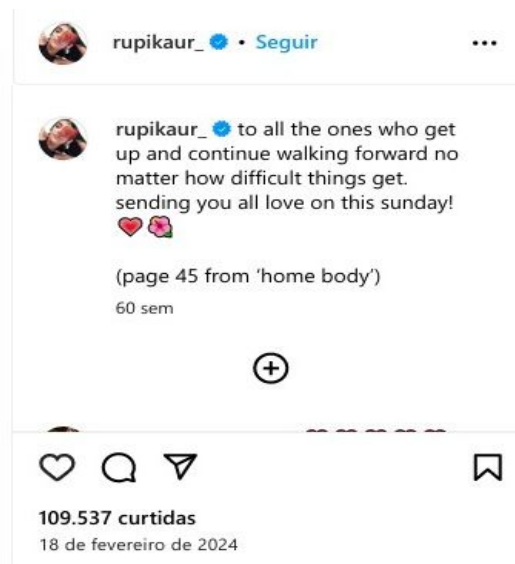 rupikaur_ • Seguir
rupikaur_ to all the ones who get
up and continue walking forward no
matter how difficult things get.
sending you all love on this sunday!
(page 45 from ‘home body’)
60 sem
109.537 curtidas
18 de fevereiro de 2024